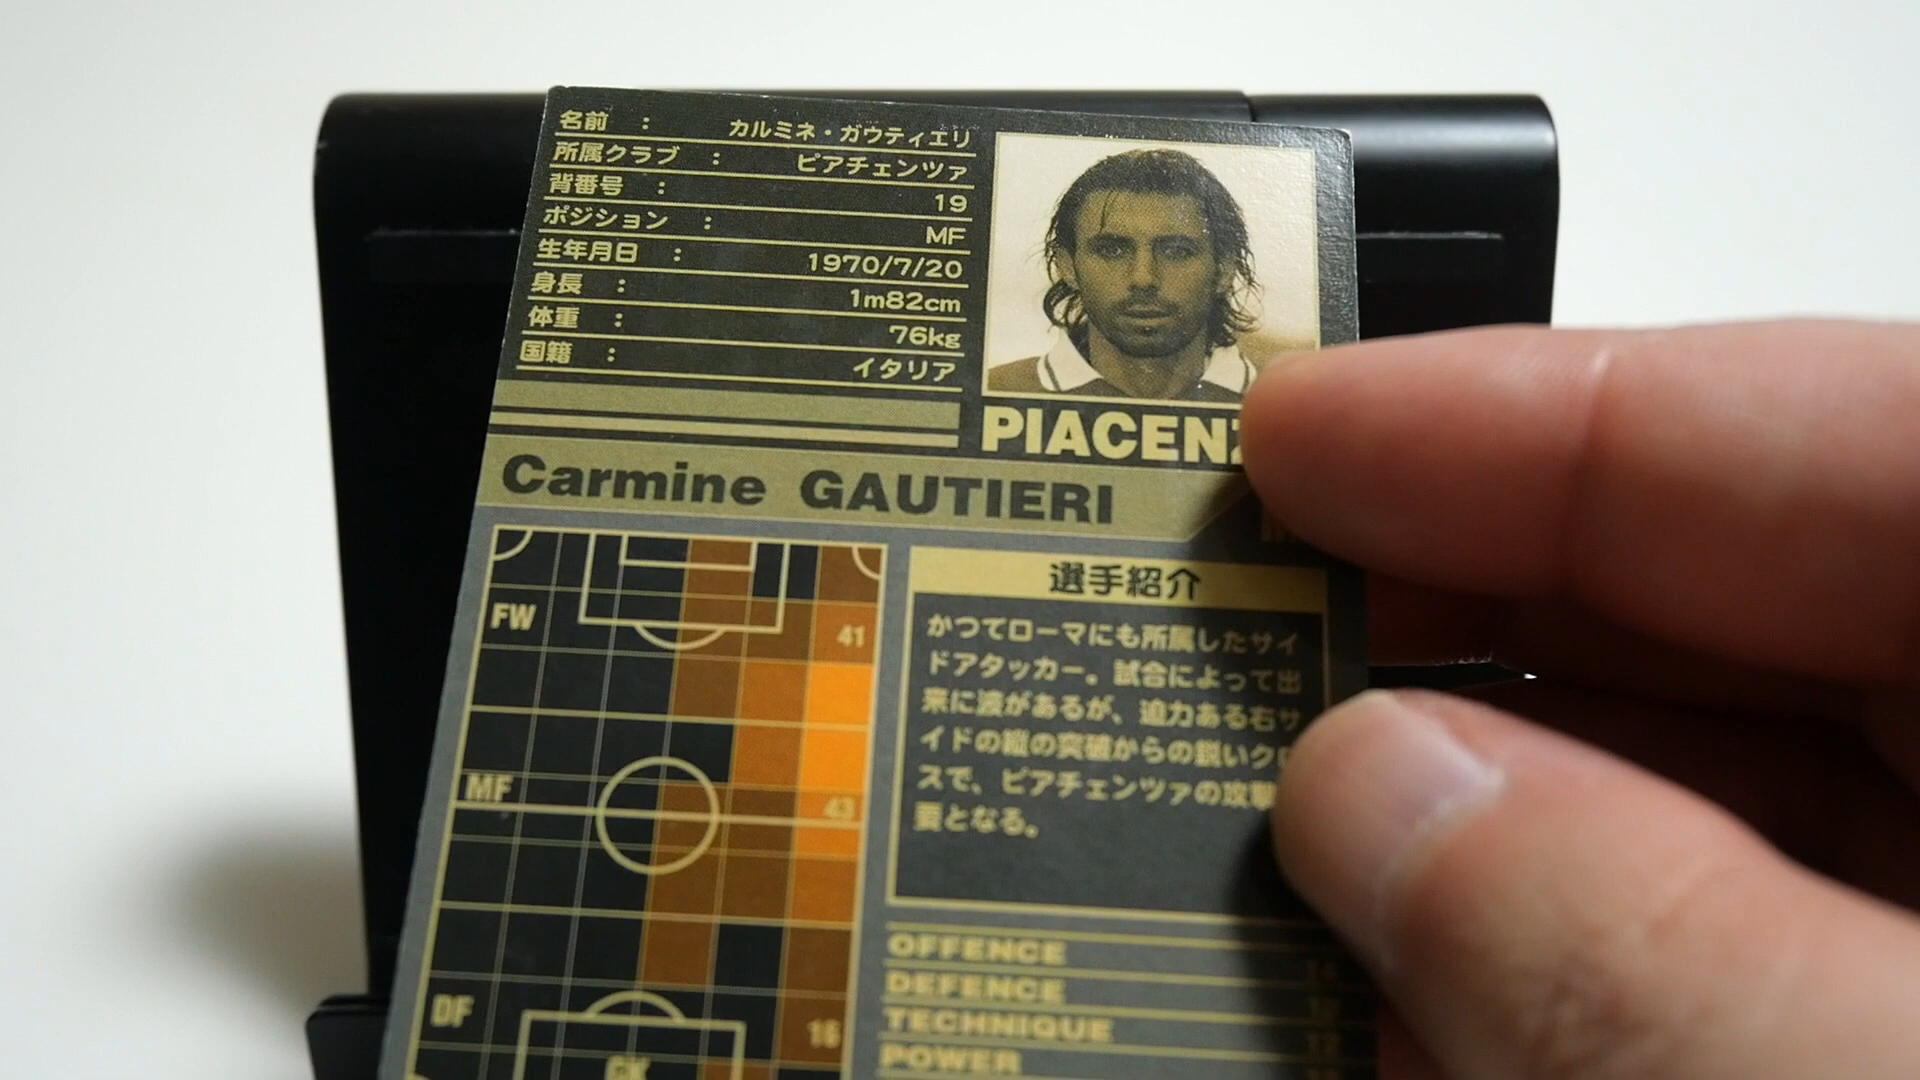 名前 : カルミネ・ガウティエリ
所属クラブ : ピアチェンツァ
背番号 : 19
ポジション : MF
生年月日 : 1970/7/20
身長 : 1m82cm
体重 : 76kg
国籍 : イタリア
PIACEN
Carmine GAUTIERI
FW
41
MF
43
DF
16
GK
選手紹介
かつてローマにも所属したサイ
ドアタッカー。試合によって出
来に波があるが、迫力ある右サ
イドの縦の突破からの鋭いクロ
スで、ピアチェンツァの攻撃
要となる。
OFFENCE
DEFENCE
TECHNIQUE
POWER